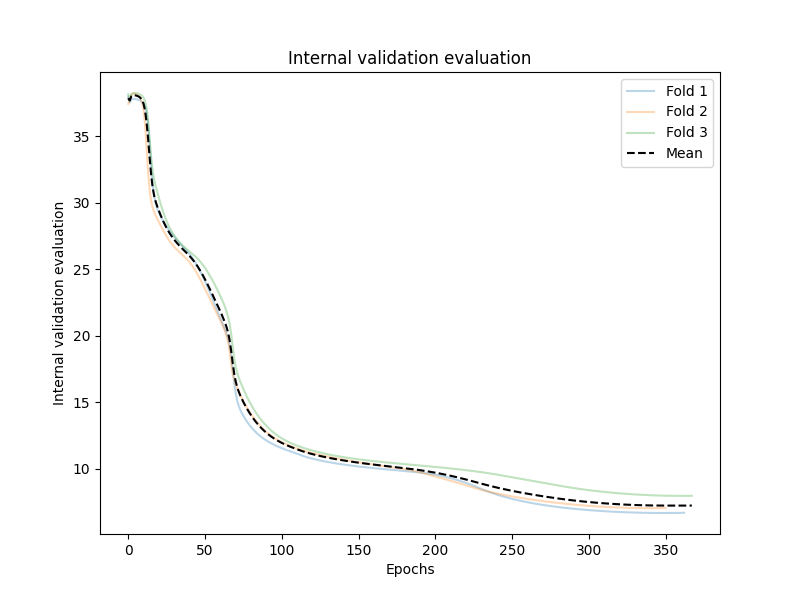 Internal validation evaluation
Fold 1
Fold 2
Fold 3
Mean
Internal validation evaluation
35
30
25
20
15
10
0 50 100 150 200 250 300 350
Epochs